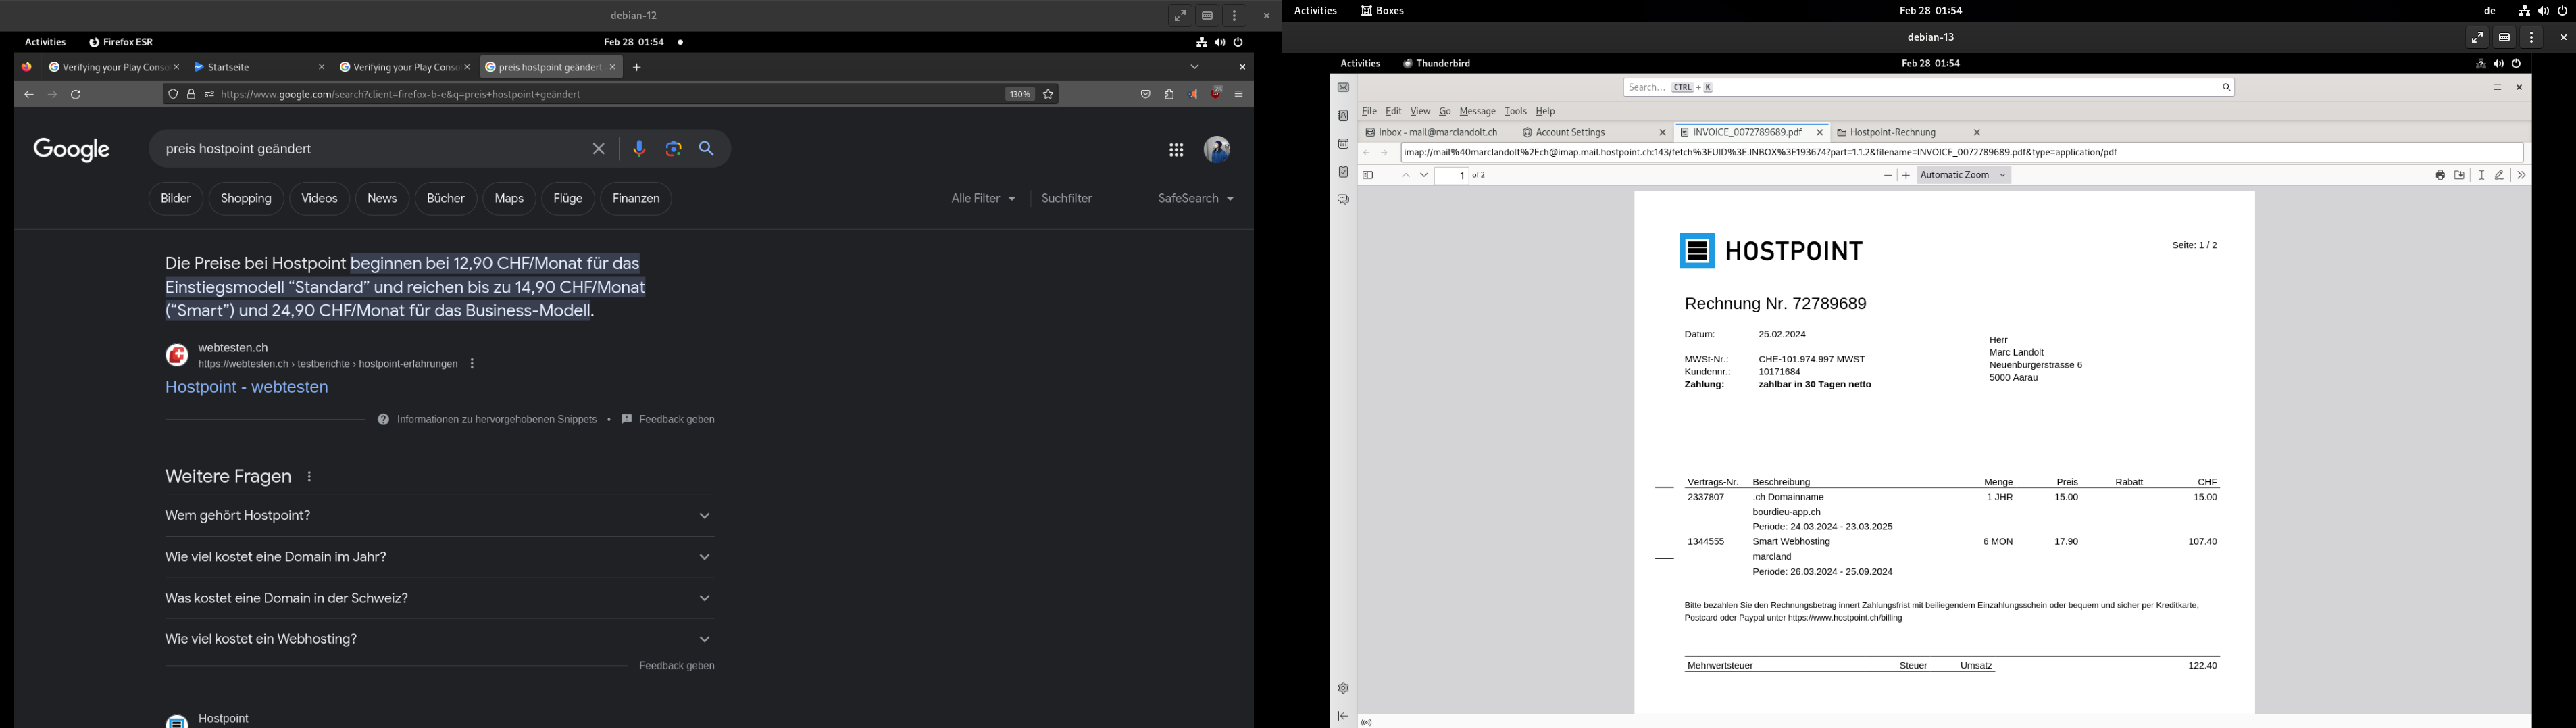 debian-12
Activities
Firefox ESR
Feb 28 01:54
Verifying your Play Conso
Startseite
Verifying your Play Conso
preis hostpoint geändert
https://www.google.com/search?client=firefox-b-e&q=preis+hostpoint+geändert
130%
28
Google
preis hostpoint geändert
Bilder
Shopping
Videos
News
Bücher
Maps
Flüge
Finanzen
Alle Filter
Suchfilter
SafeSearch
Die Preise bei Hostpoint beginnen bei 12,90 CHF/Monat für das
Einstiegsmodell “Standard” und reichen bis zu 14,90 CHF/Monat
(“Smart”) und 24,90 CHF/Monat für das Business-Modell.
webtesten.ch
https://webtesten.ch › testberichte › hostpoint-erfahrungen
Hostpoint - webtesten
Informationen zu hervorgehobenen Snippets • Feedback geben
Weitere Fragen
Wem gehört Hostpoint?
Wie viel kostet eine Domain im Jahr?
Was kostet eine Domain in der Schweiz?
Wie viel kostet ein Webhosting?
Feedback geben
Hostpoint
Activities
Boxes
Feb 28 01:54
de
debian-13
Activities
Thunderbird
Feb 28 01:54
Search... CTRL + K
File Edit View Go Message Tools Help
Inbox - mail@marclandolt.ch
Account Settings
INVOICE_0072789689.pdf
Hostpoint-Rechnung
imap://mail%40marclandolt%2Ech@imap.mail.hostpoint.ch:143/fetch%3EUID%3E.INBOX%3E193674?part=1.1.2&filename=INVOICE_0072789689.pdf&type=application/pdf
1 of 2
Automatic Zoom
HOSTPOINT
Seite: 1 / 2
Rechnung Nr. 72789689
Datum: 25.02.2024
MWSt-Nr.: CHE-101.974.997 MWST
Kundennr.: 10171684
Zahlung: zahlbar in 30 Tagen netto
Herr
Marc Landolt
Neuenburgerstrasse 6
5000 Aarau
Vertrags-Nr. Beschreibung Menge Preis Rabatt CHF
2337807 .ch Domainname 1 JHR 15.00 15.00
bourdieu-app.ch
Periode: 24.03.2024 - 23.03.2025
1344555 Smart Webhosting 6 MON 17.90 107.40
marcland
Periode: 26.03.2024 - 25.09.2024
Bitte bezahlen Sie den Rechnungsbetrag innert Zahlungsfrist mit beiliegendem Einzahlungsschein oder bequem und sicher per Kreditkarte,
Postcard oder Paypal unter https://www.hostpoint.ch/billing
Mehrwertsteuer Steuer Umsatz 122.40